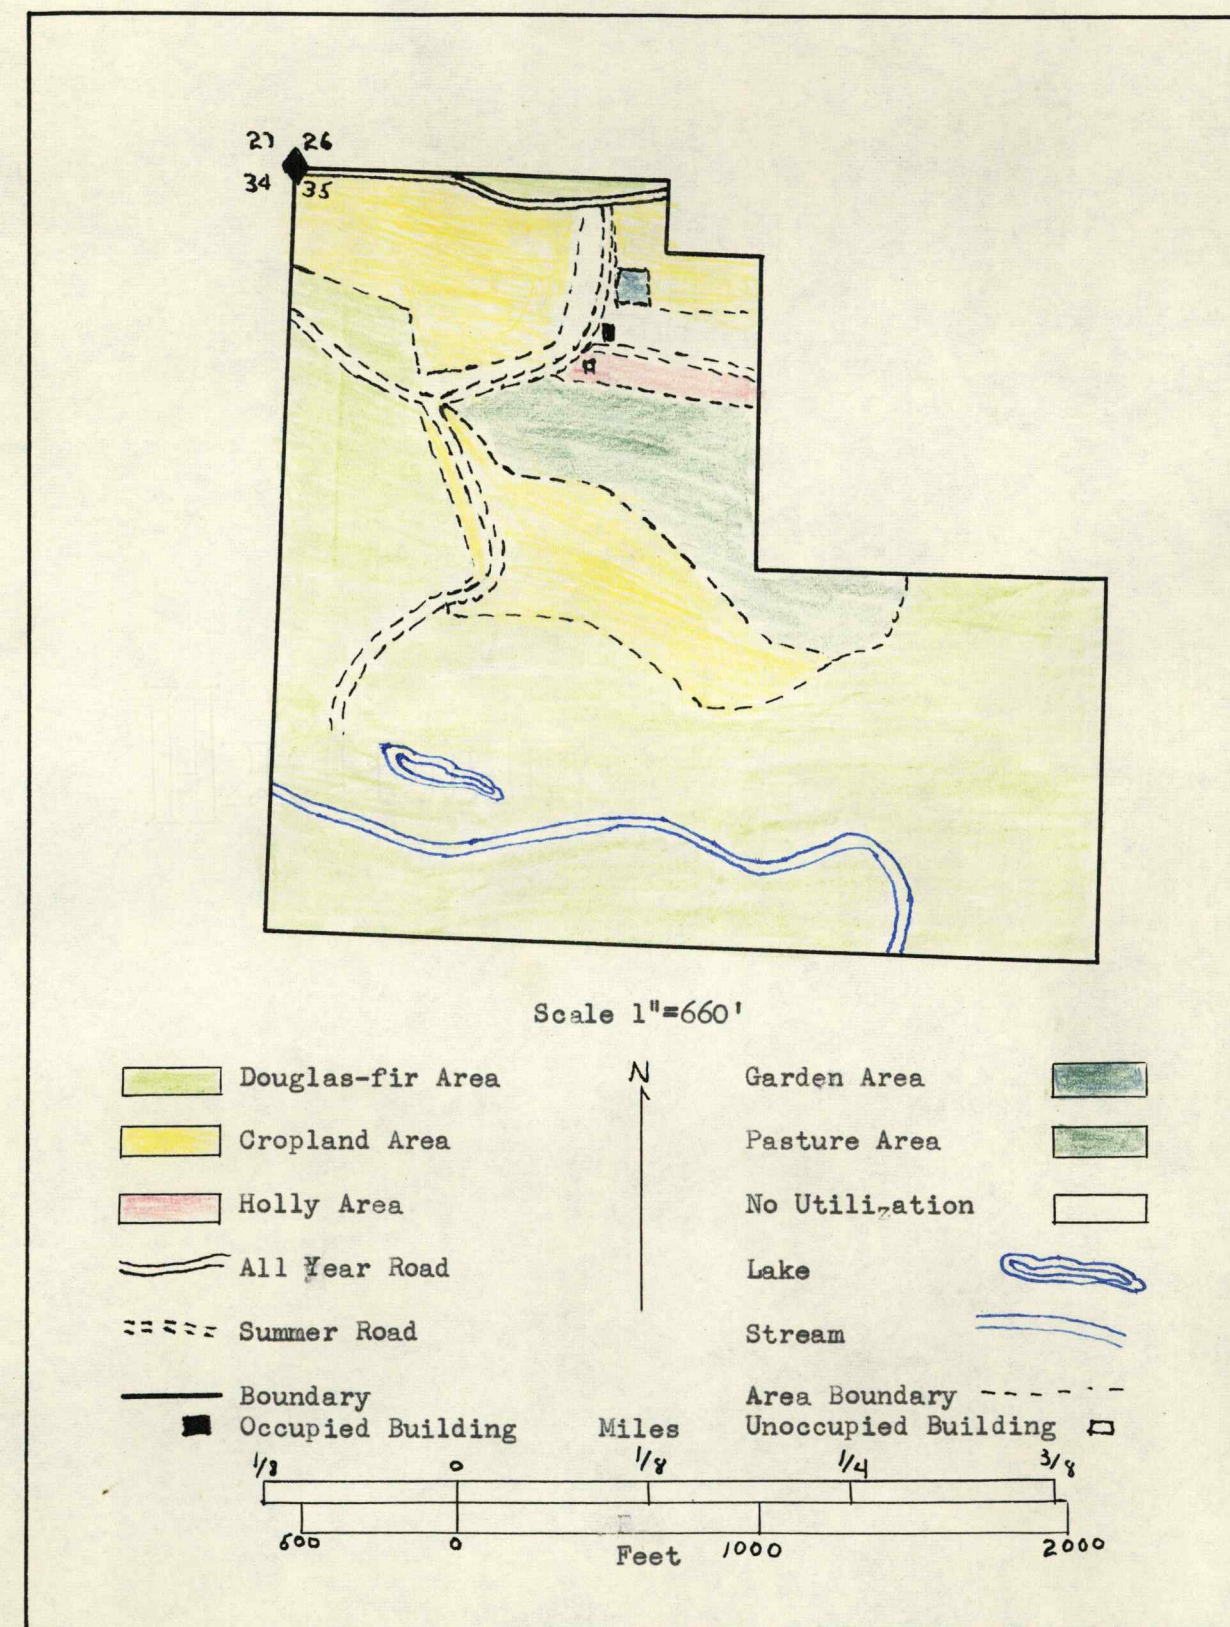 27 26
34 35
Scale 1"=660'
Douglas-fir Area
N
Garden Area
Cropland Area
Pasture Area
Holly Area
No Utilization
All Year Road
Lake
Summer Road
Stream
Boundary
Area Boundary
Occupied Building
Miles
Unoccupied Building
1/8 0 1/8 1/4 3/8
500 0 1000 2000
Feet